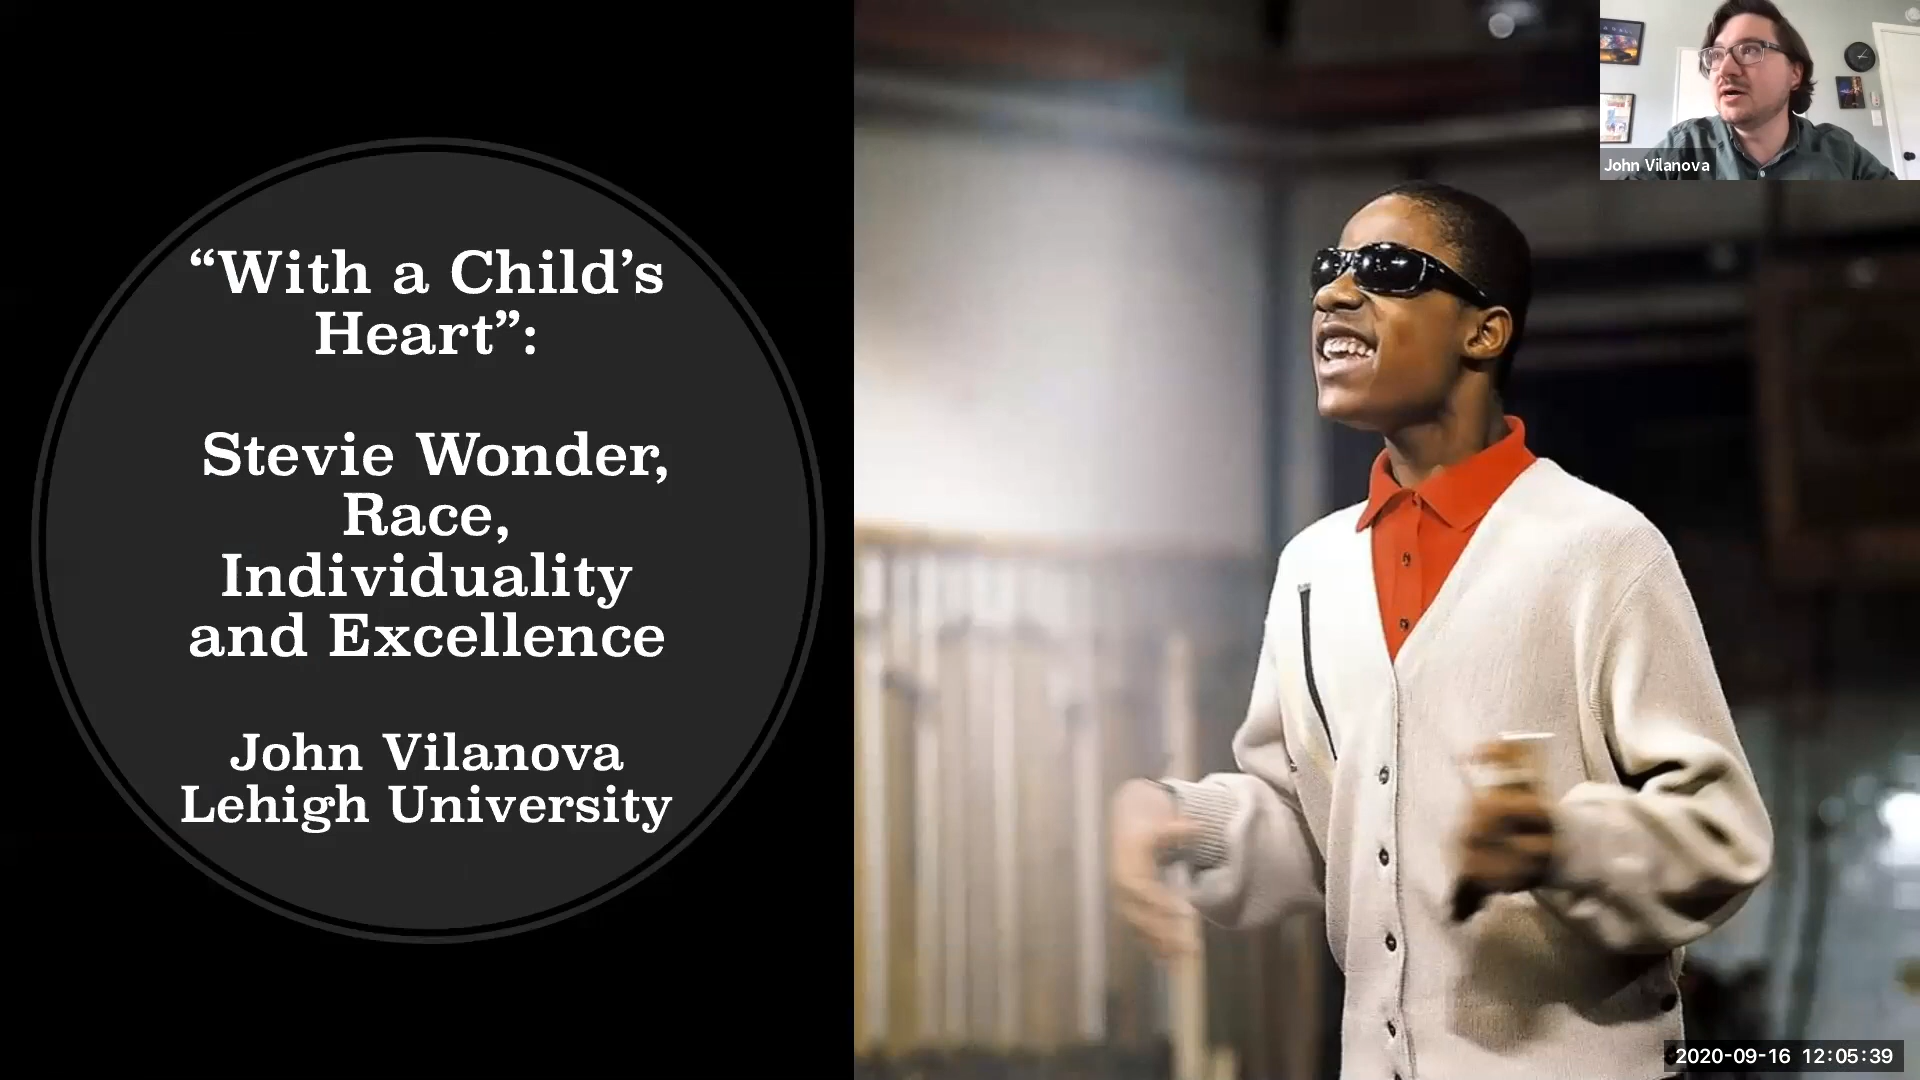 “With a Child’s
Heart”:
Stevie Wonder,
Race,
Individuality
and Excellence
John Vilanova
Lehigh University
John Vilanova
2020-09-16 12:05:39